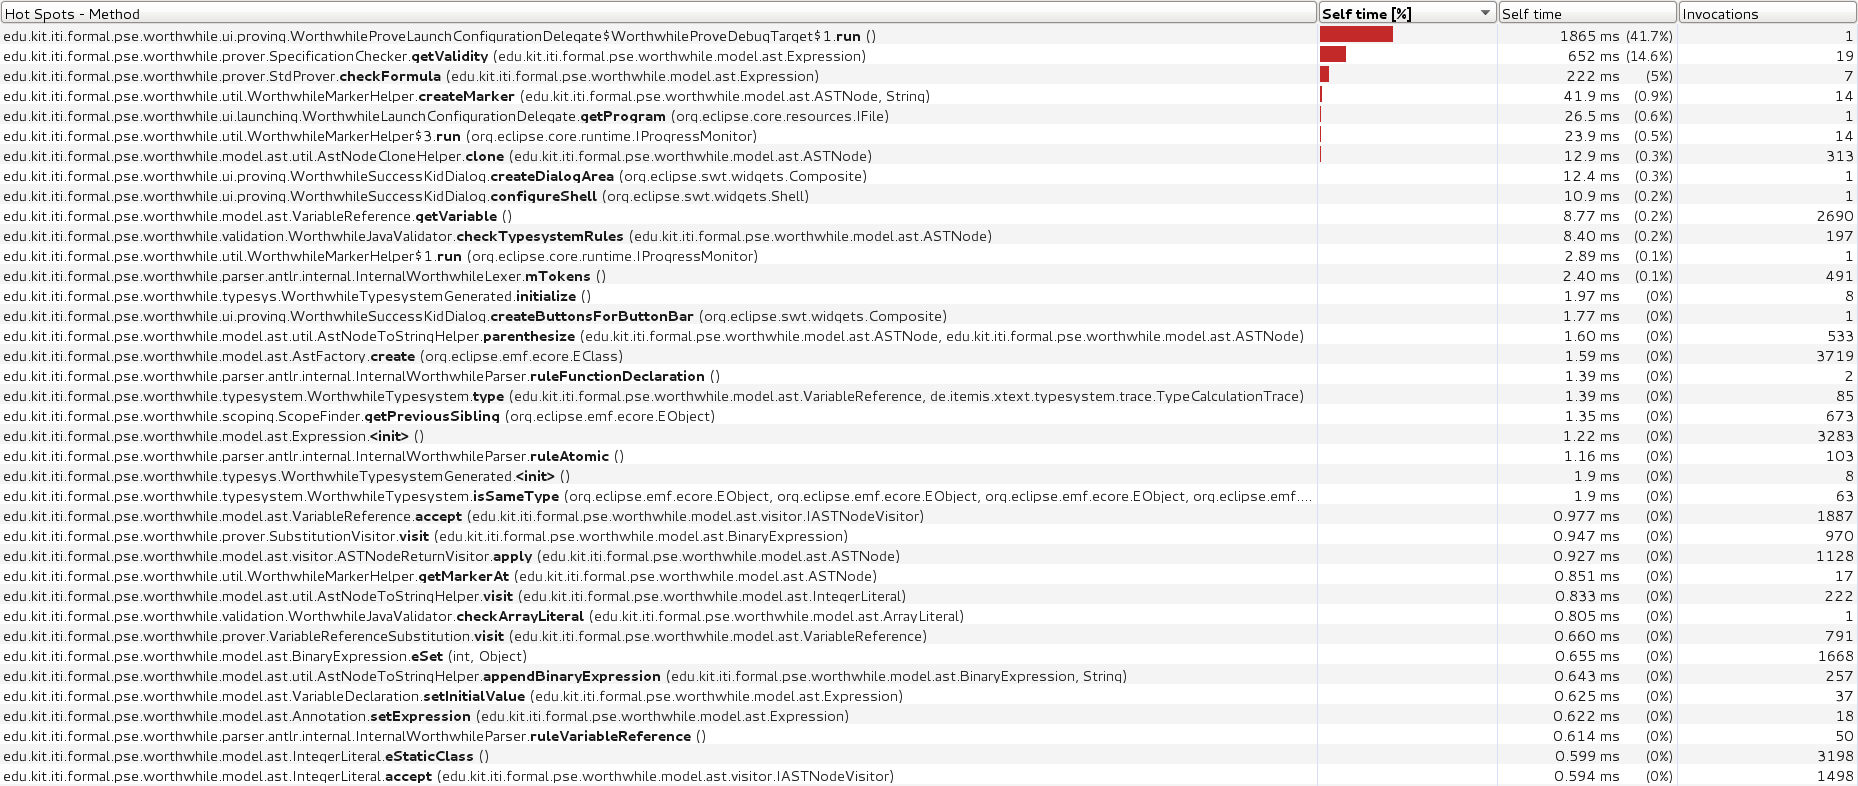 Hot Spots - Method Self time [%] Self time Invocations
edu.kit.iti.formal.pse.worthwhile.ui.proving.WorthwhileProveLaunchConfigurationDelegate$WorthwhileProveDebugTarget$1.run () 1865 ms (41.7%) 1
edu.kit.iti.formal.pse.worthwhile.prover.SpecificationChecker.getValidity (edu.kit.iti.formal.pse.worthwhile.model.ast.Expression) 652 ms (14.6%) 19
edu.kit.iti.formal.pse.worthwhile.prover.StdProver.checkFormula (edu.kit.iti.formal.pse.worthwhile.model.ast.Expression) 222 ms (5%) 7
edu.kit.iti.formal.pse.worthwhile.util.WorthwhileMarkerHelper.createMarker (edu.kit.iti.formal.pse.worthwhile.model.ast.ASTNode, String) 41.9 ms (0.9%) 14
edu.kit.iti.formal.pse.worthwhile.ui.launching.WorthwhileLaunchConfigurationDelegate.getProgram (org.eclipse.core.resources.IFile) 26.5 ms (0.6%) 1
edu.kit.iti.formal.pse.worthwhile.util.WorthwhileMarkerHelper$3.run (org.eclipse.core.runtime.IProgressMonitor) 23.9 ms (0.5%) 14
edu.kit.iti.formal.pse.worthwhile.model.ast.util.AstNodeCloneHelper.clone (edu.kit.iti.formal.pse.worthwhile.model.ast.ASTNode) 12.9 ms (0.3%) 313
edu.kit.iti.formal.pse.worthwhile.ui.proving.WorthwhileSuccessKidDialog.createDialogArea (org.eclipse.swt.widgets.Composite) 12.4 ms (0.3%) 1
edu.kit.iti.formal.pse.worthwhile.ui.proving.WorthwhileSuccessKidDialog.configureShell (org.eclipse.swt.widgets.Shell) 10.9 ms (0.2%) 1
edu.kit.iti.formal.pse.worthwhile.model.ast.VariableReference.getVariable () 8.77 ms (0.2%) 2690
edu.kit.iti.formal.pse.worthwhile.validation.WorthwhileJavaValidator.checkTypesystemRules (edu.kit.iti.formal.pse.worthwhile.model.ast.ASTNode) 8.40 ms (0.2%) 197
edu.kit.iti.formal.pse.worthwhile.util.WorthwhileMarkerHelper$1.run (org.eclipse.core.runtime.IProgressMonitor) 2.89 ms (0.1%) 1
edu.kit.iti.formal.pse.worthwhile.parser.antlr.internal.InternalWorthwhileLexer.mTokens () 2.40 ms (0.1%) 491
edu.kit.iti.formal.pse.worthwhile.typesys.WorthwhileTypesystemGenerated.initialize () 1.97 ms (0%) 8
edu.kit.iti.formal.pse.worthwhile.ui.proving.WorthwhileSuccessKidDialog.createButtonsForButtonBar (org.eclipse.swt.widgets.Composite) 1.77 ms (0%) 1
edu.kit.iti.formal.pse.worthwhile.model.ast.util.AstNodeToStringHelper.parenthesize (edu.kit.iti.formal.pse.worthwhile.model.ast.ASTNode, edu.kit.iti.formal.pse.worthwhile.model.ast.ASTNode) 1.60 ms (0%) 533
edu.kit.iti.formal.pse.worthwhile.model.ast.AstFactory.create (org.eclipse.emf.ecore.EClass) 1.59 ms (0%) 3719
edu.kit.iti.formal.pse.worthwhile.parser.antlr.internal.InternalWorthwhileParser.ruleFunctionDeclaration () 1.39 ms (0%) 2
edu.kit.iti.formal.pse.worthwhile.typesystem.WorthwhileTypesystem.type (edu.kit.iti.formal.pse.worthwhile.model.ast.VariableReference, de.itemis.xtext.typesystem.trace.TypeCalculationTrace) 1.39 ms (0%) 85
edu.kit.iti.formal.pse.worthwhile.scoping.ScopeFinder.getPreviousSibling (org.eclipse.emf.ecore.EObject) 1.35 ms (0%) 673
edu.kit.iti.formal.pse.worthwhile.model.ast.Expression.<init> () 1.22 ms (0%) 3283
edu.kit.iti.formal.pse.worthwhile.parser.antlr.internal.InternalWorthwhileParser.ruleAtomic () 1.16 ms (0%) 103
edu.kit.iti.formal.pse.worthwhile.typesys.WorthwhileTypesystemGenerated.<init> () 1.9 ms (0%) 8
edu.kit.iti.formal.pse.worthwhile.typesystem.WorthwhileTypesystem.isSameType (org.eclipse.emf.ecore.EObject, org.eclipse.emf.ecore.EObject, org.eclipse.emf.ecore.EObject, org.eclipse.emf.... 1.9 ms (0%) 63
edu.kit.iti.formal.pse.worthwhile.model.ast.VariableReference.accept (edu.kit.iti.formal.pse.worthwhile.model.ast.visitor.IASTNodeVisitor) 0.977 ms (0%) 1887
edu.kit.iti.formal.pse.worthwhile.prover.SubstitutionVisitor.visit (edu.kit.iti.formal.pse.worthwhile.model.ast.BinaryExpression) 0.947 ms (0%) 970
edu.kit.iti.formal.pse.worthwhile.model.ast.visitor.ASTNodeReturnVisitor.apply (edu.kit.iti.formal.pse.worthwhile.model.ast.ASTNode) 0.927 ms (0%) 1128
edu.kit.iti.formal.pse.worthwhile.util.WorthwhileMarkerHelper.getMarkerAt (edu.kit.iti.formal.pse.worthwhile.model.ast.ASTNode) 0.851 ms (0%) 17
edu.kit.iti.formal.pse.worthwhile.model.ast.util.AstNodeToStringHelper.visit (edu.kit.iti.formal.pse.worthwhile.model.ast.IntegerLiteral) 0.833 ms (0%) 222
edu.kit.iti.formal.pse.worthwhile.validation.WorthwhileJavaValidator.checkArrayLiteral (edu.kit.iti.formal.pse.worthwhile.model.ast.ArrayLiteral) 0.805 ms (0%) 1
edu.kit.iti.formal.pse.worthwhile.prover.VariableReferenceSubstitution.visit (edu.kit.iti.formal.pse.worthwhile.model.ast.VariableReference) 0.660 ms (0%) 791
edu.kit.iti.formal.pse.worthwhile.model.ast.BinaryExpression.eSet (int, Object) 0.655 ms (0%) 1668
edu.kit.iti.formal.pse.worthwhile.model.ast.util.AstNodeToStringHelper.appendBinaryExpression (edu.kit.iti.formal.pse.worthwhile.model.ast.BinaryExpression, String) 0.643 ms (0%) 257
edu.kit.iti.formal.pse.worthwhile.model.ast.VariableDeclaration.setInitialValue (edu.kit.iti.formal.pse.worthwhile.model.ast.Expression) 0.625 ms (0%) 37
edu.kit.iti.formal.pse.worthwhile.model.ast.Annotation.setExpression (edu.kit.iti.formal.pse.worthwhile.model.ast.Expression) 0.622 ms (0%) 18
edu.kit.iti.formal.pse.worthwhile.parser.antlr.internal.InternalWorthwhileParser.ruleVariableReference () 0.614 ms (0%) 50
edu.kit.iti.formal.pse.worthwhile.model.ast.IntegerLiteral.eStaticClass () 0.599 ms (0%) 3198
edu.kit.iti.formal.pse.worthwhile.model.ast.IntegerLiteral.accept (edu.kit.iti.formal.pse.worthwhile.model.ast.visitor.IASTNodeVisitor) 0.594 ms (0%) 1498